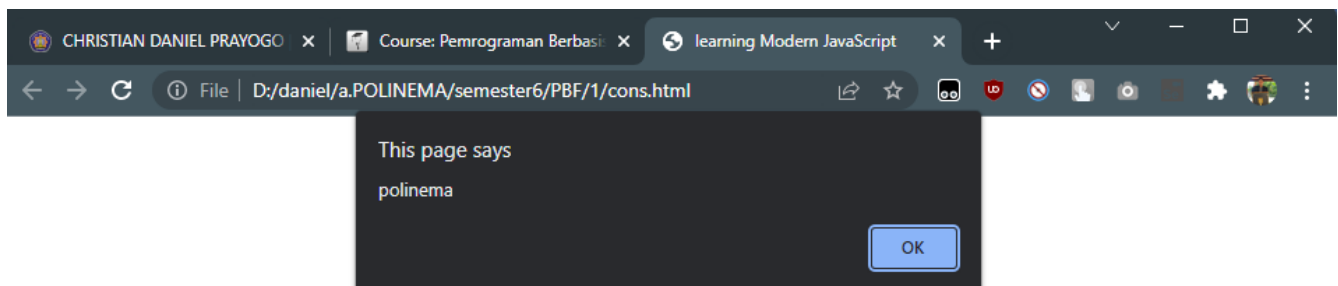 CHRISTIAN DANIEL PRAYOGO
Course: Pemrograman Berbasis
learning Modern JavaScript
File
D:/daniel/a.POLINEMA/semester6/PBF/1/cons.html
This page says
polinema
OK